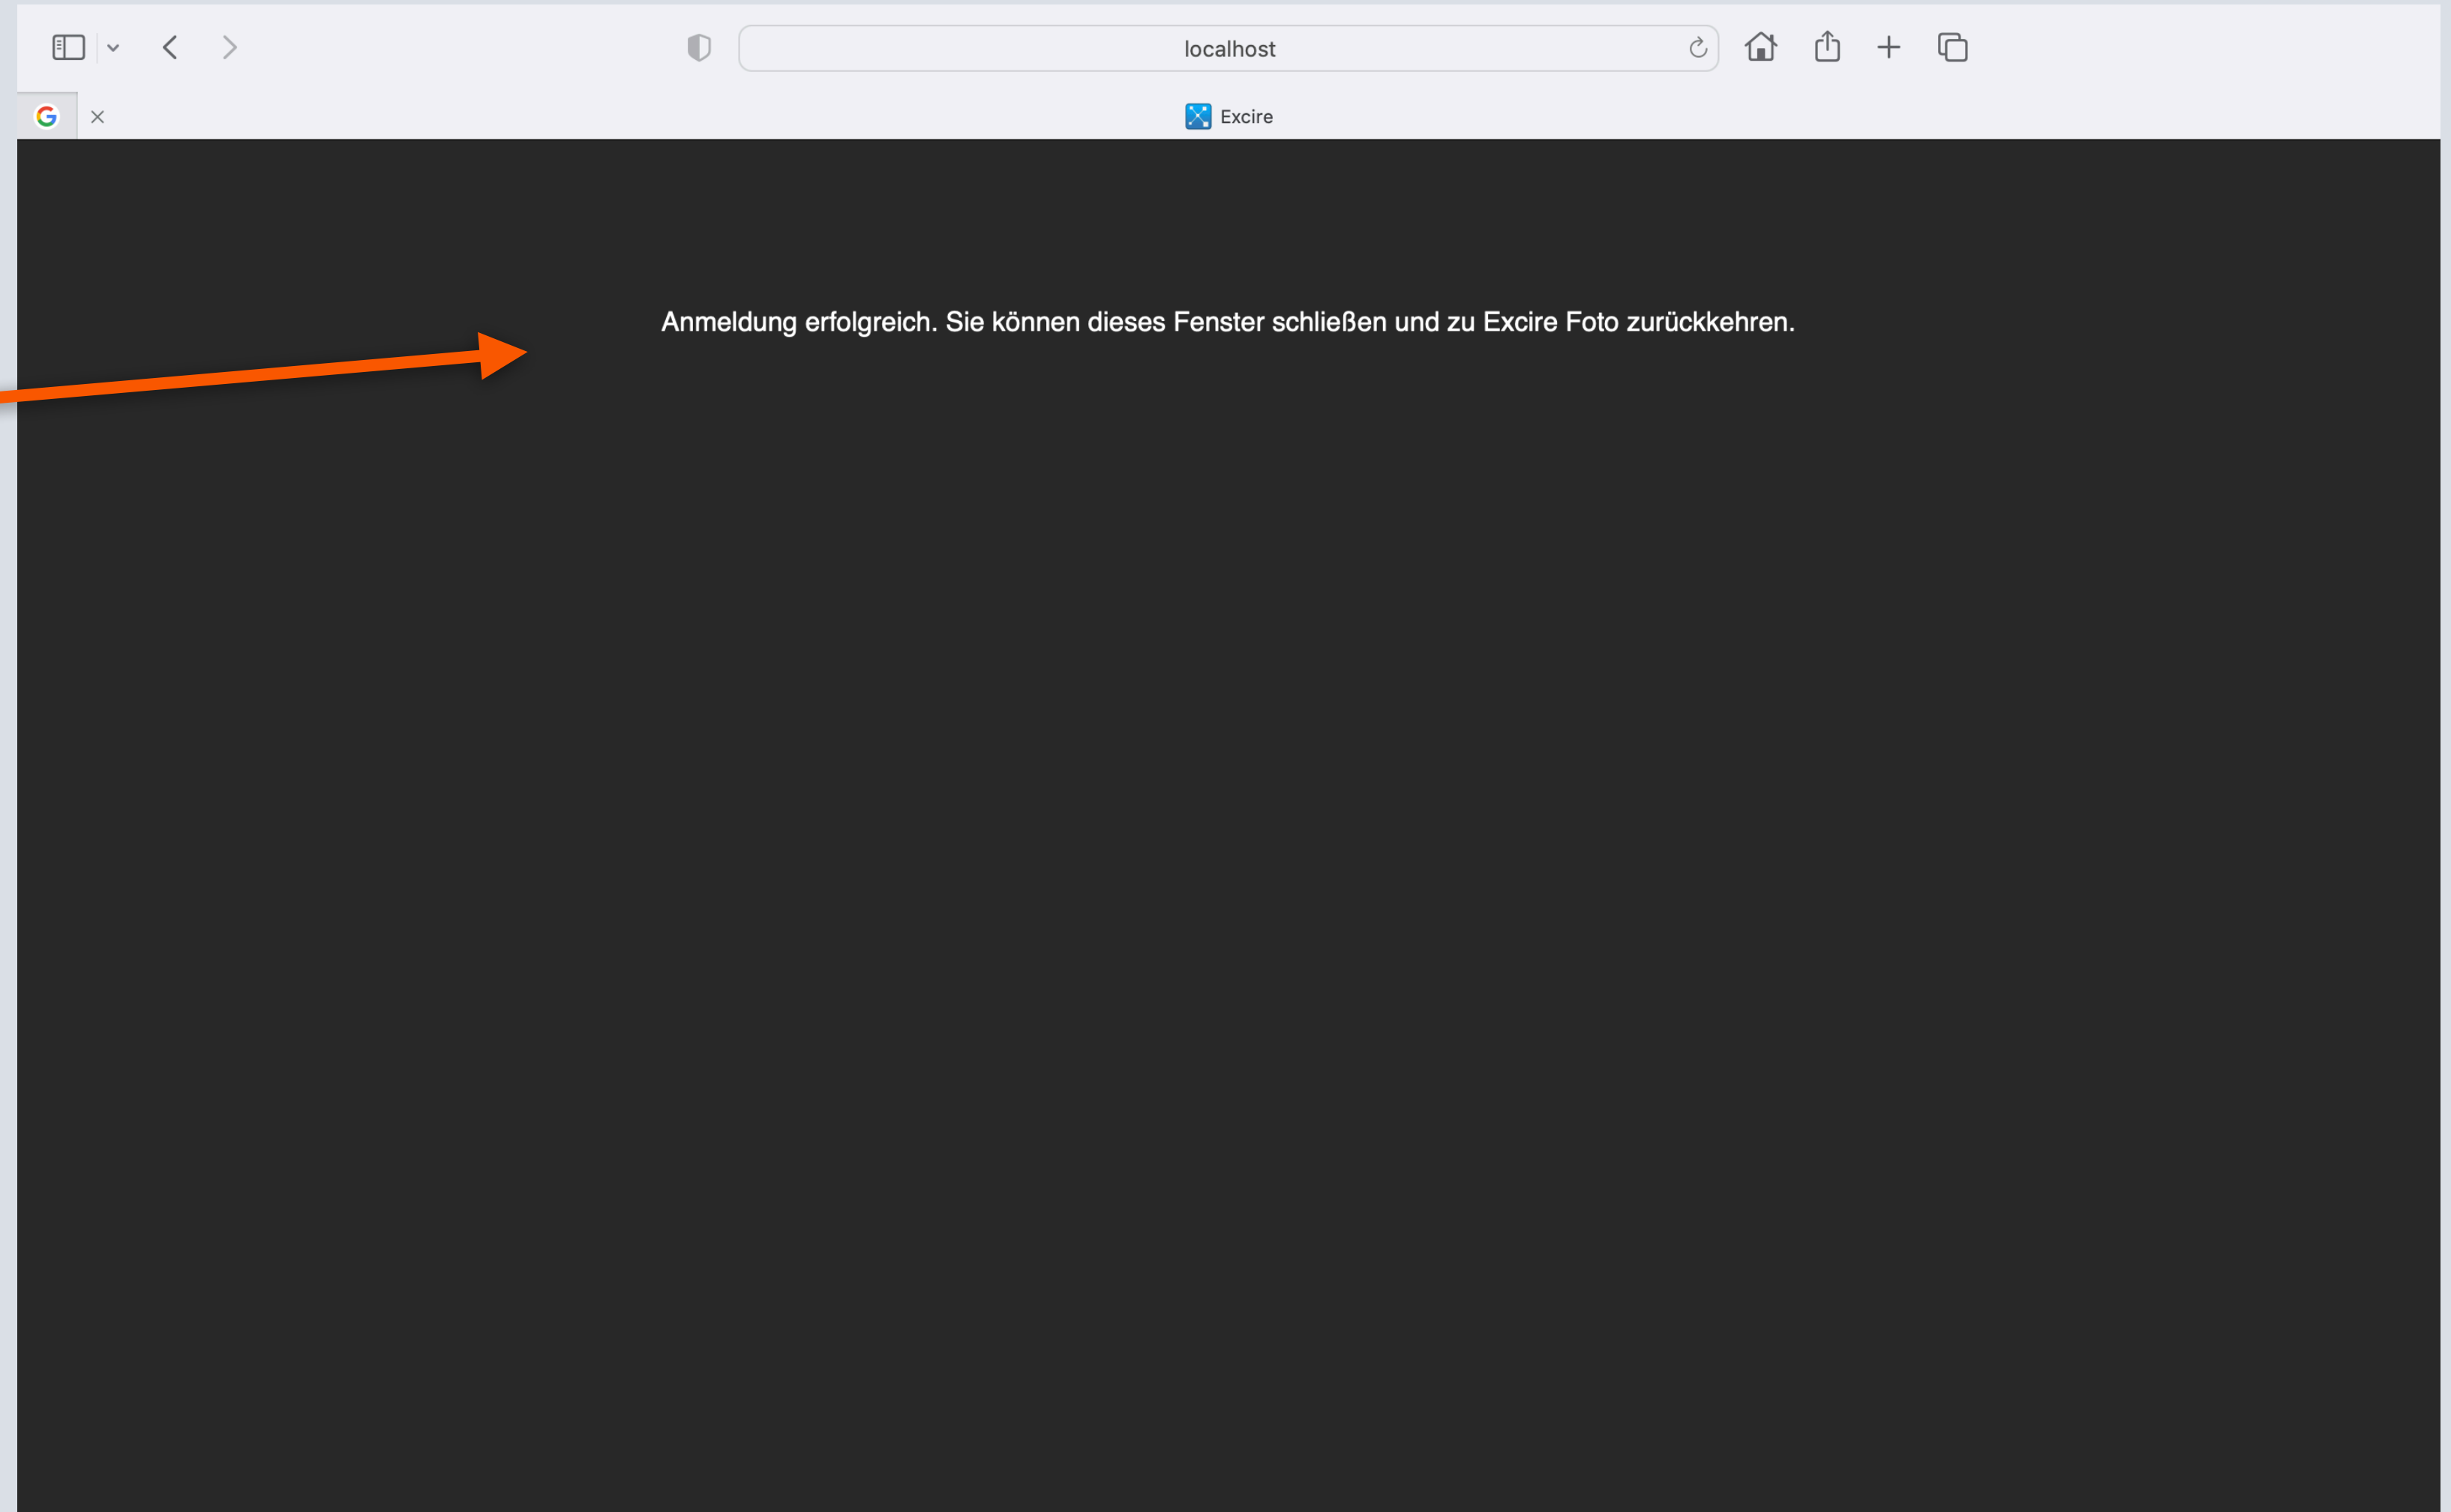 localhost
Excire
Anmeldung erfolgreich. Sie können dieses Fenster schließen und zu Excire Foto zurückkehren.